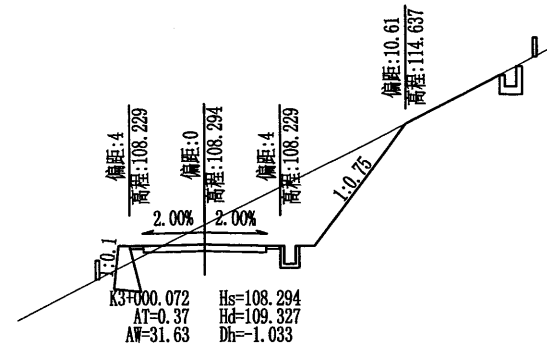 偏距:10.61
高程:114.637
偏距:4
高程:108.229
偏距:0
高程:108.294
偏距:4
高程:108.229
1:0.75
2.00% 2.00%
1:0.1
K3+000.072 Hs=108.294
AT=0.37 Hd=109.327
AW=31.63 Dh=-1.033